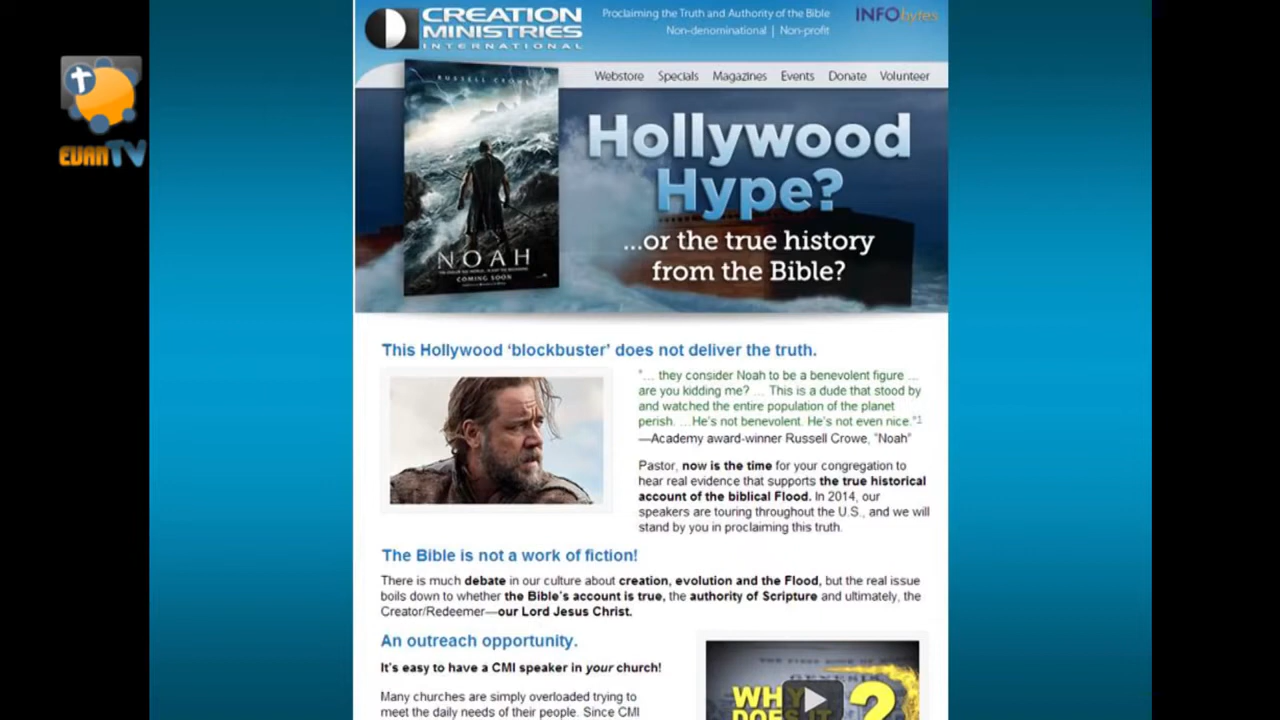 CREATION
MINISTRIES
INTERNATIONAL
Proclaiming the Truth and Authority of the Bible
Non-denominational | Non-profit
INFObytes
EVANTV
Webstore Specials Magazines Events Donate Volunteer
RUSSELL CROWE
NOAH
COMING SOON
Hollywood
Hype?
...or the true history
from the Bible?
This Hollywood ‘blockbuster’ does not deliver the truth.
“... they consider Noah to be a benevolent figure ...
are you kidding me? ... This is a dude that stood by
and watched the entire population of the planet
perish. ...He’s not benevolent. He’s not even nice.”1
—Academy award-winner Russell Crowe, “Noah”
Pastor, now is the time for your congregation to
hear real evidence that supports the true historical
account of the biblical Flood. In 2014, our
speakers are touring throughout the U.S., and we will
stand by you in proclaiming this truth.
The Bible is not a work of fiction!
There is much debate in our culture about creation, evolution and the Flood, but the real issue
boils down to whether the Bible’s account is true, the authority of Scripture and ultimately, the
Creator/Redeemer—our Lord Jesus Christ.
An outreach opportunity.
It’s easy to have a CMI speaker in your church!
Many churches are simply overloaded trying to
meet the daily needs of their people. Since CMI
GENESIS
WHY
DOES IT
?